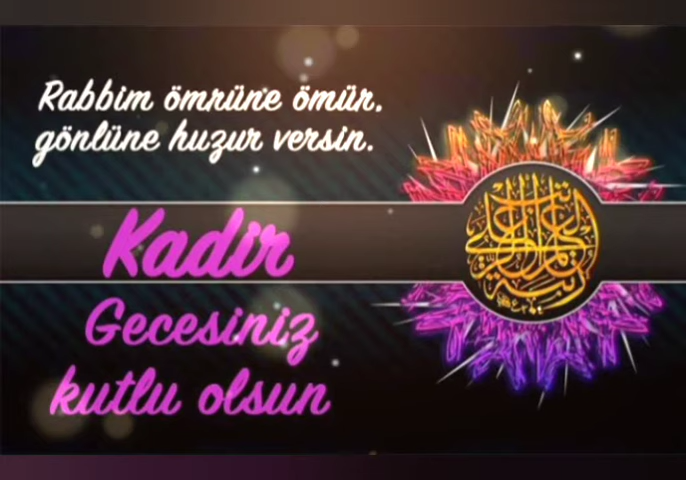 Rabbim ömrüne ömür,
gönlüne huzur versin.
Kadir
Gecesiniz
kutlu olsun